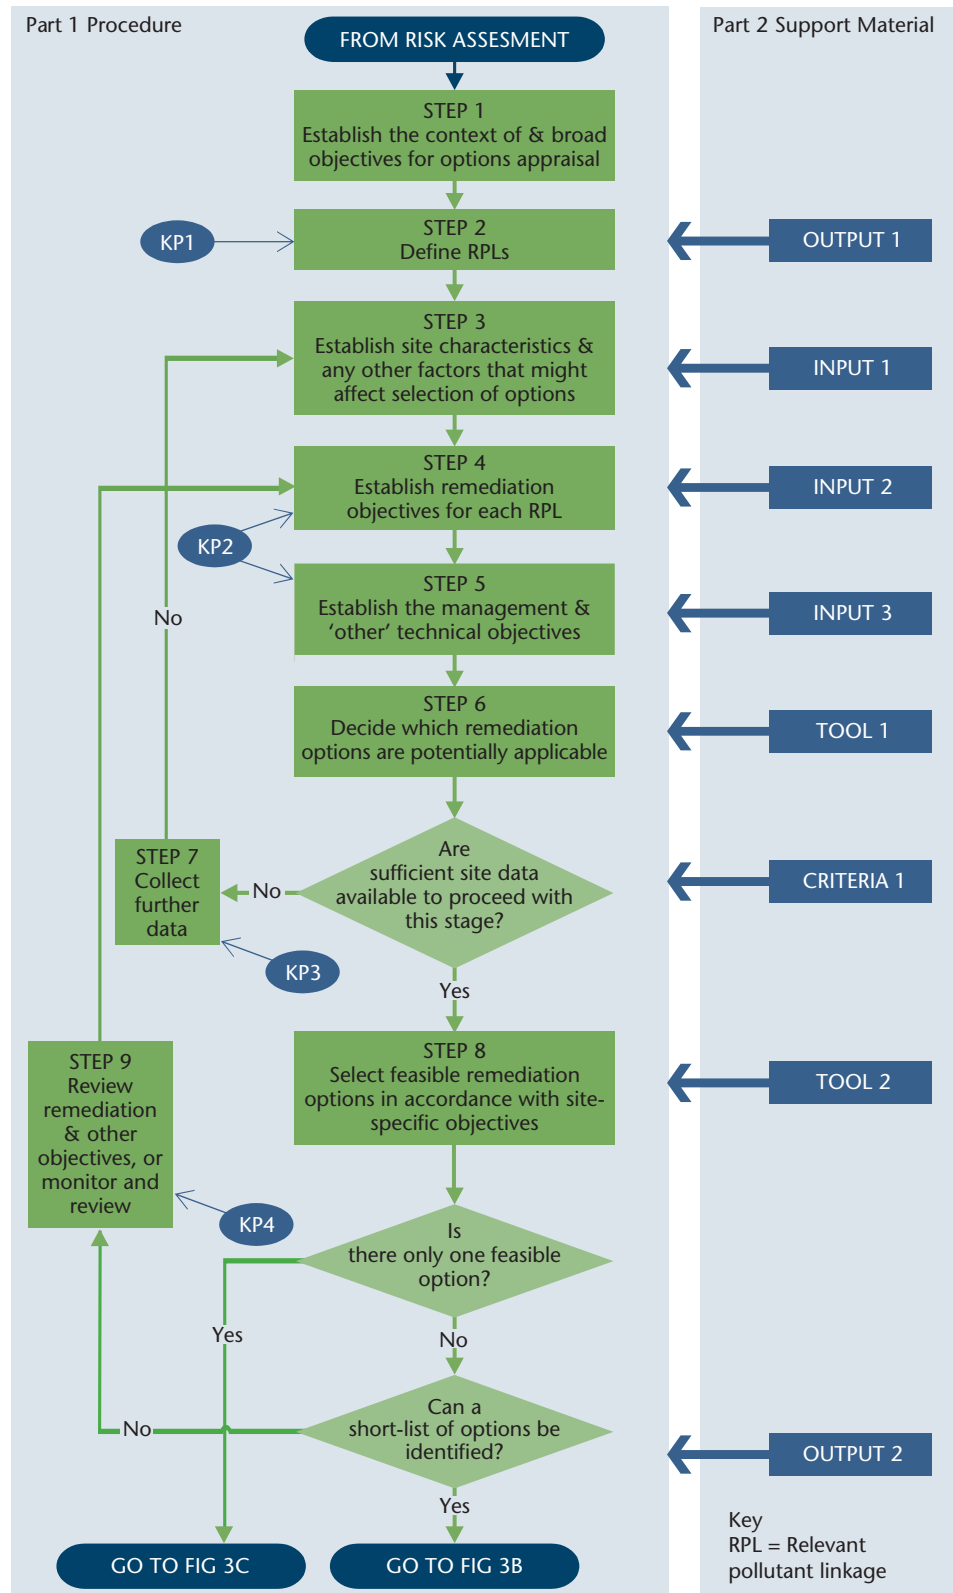 Part 1 Procedure
FROM RISK ASSESMENT
Part 2 Support Material
STEP 1
Establish the context of & broad
objectives for options appraisal
KP1
STEP 2
Define RPLs
OUTPUT 1
STEP 3
Establish site characteristics &
any other factors that might
affect selection of options
INPUT 1
STEP 4
Establish remediation
objectives for each RPL
INPUT 2
KP2
STEP 5
Establish the management &
‘other’ technical objectives
INPUT 3
No
STEP 6
Decide which remediation
options are potentially applicable
TOOL 1
STEP 7
Collect
further
data
No
Are
sufficient site data
available to proceed with
this stage?
CRITERIA 1
KP3
Yes
STEP 8
Select feasible remediation
options in accordance with site-
specific objectives
TOOL 2
STEP 9
Review
remediation
& other
objectives, or
monitor and
review
KP4
Is
there only one feasible
option?
Yes
No
Can a
short-list of options be
identified?
No
OUTPUT 2
Yes
GO TO FIG 3C
GO TO FIG 3B
Key
RPL = Relevant
pollutant linkage